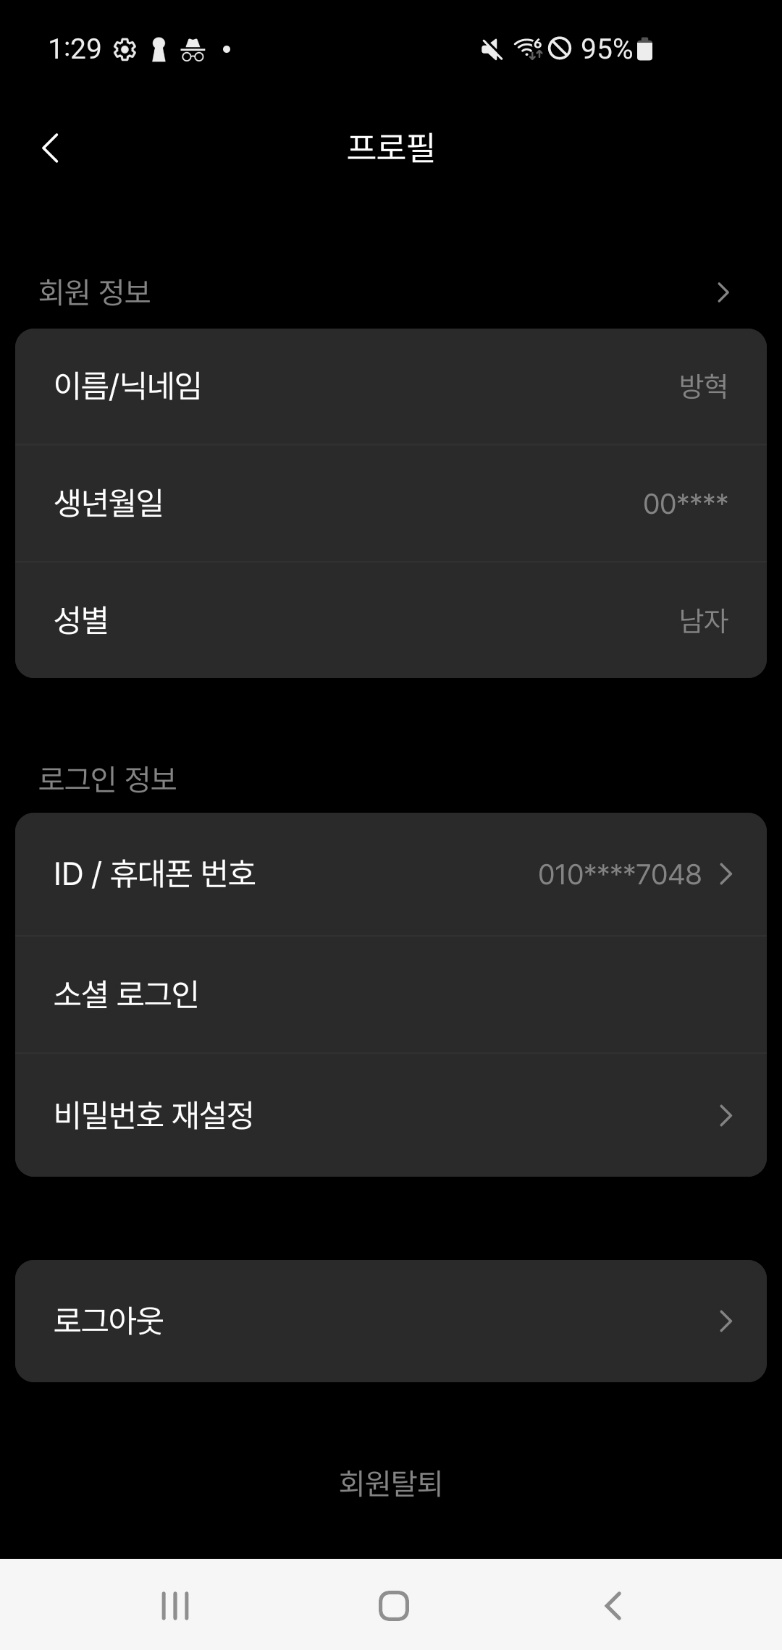 1:29 95%
프로필
회원 정보
이름/닉네임 방혁
생년월일 00****
성별 남자
로그인 정보
ID / 휴대폰 번호 010****7048
소셜 로그인
비밀번호 재설정
로그아웃
회원탈퇴